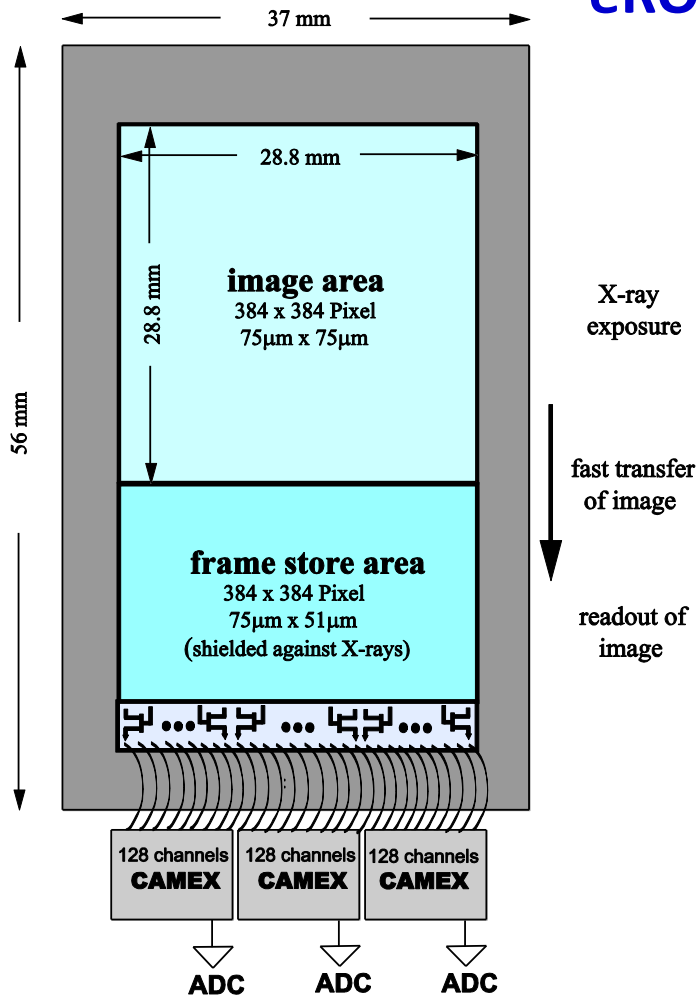 37 mm
28.8 mm
28.8 mm
image area
384 x 384 Pixel
75µm x 75µm
X-ray
exposure
56 mm
fast transfer
of image
frame store area
384 x 384 Pixel
75µm x 51µm
(shielded against X-rays)
readout of
image
128 channels
CAMEX
128 channels
CAMEX
128 channels
CAMEX
ADC
ADC
ADC